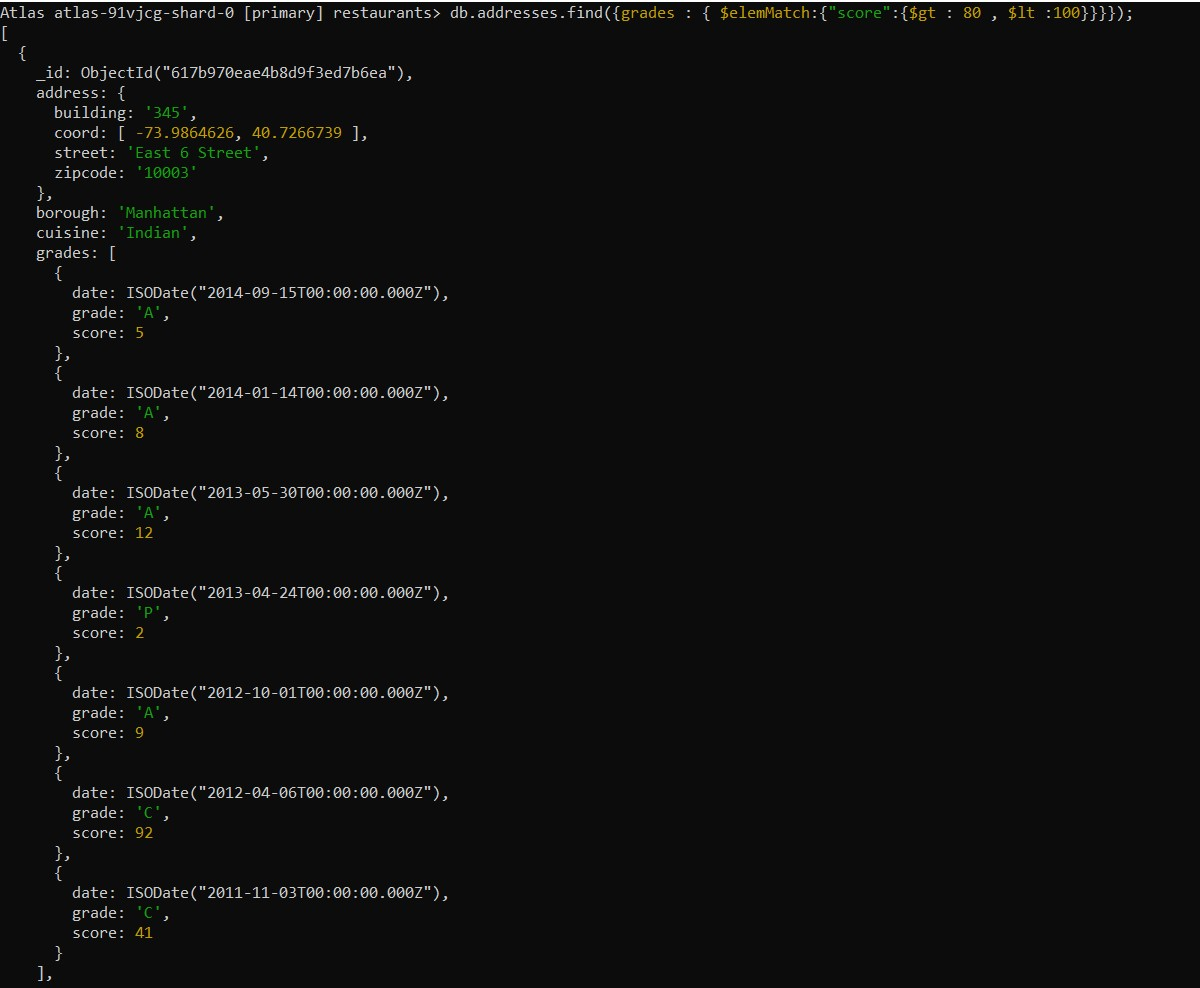 Atlas atlas-91vjcg-shard-0 [primary] restaurants> db.addresses.find({grades : { $elemMatch:{"score":{$gt : 80 , $lt :100}}}});
[
  {
    _id: ObjectId("617b970eae4b8d9f3ed7b6ea"),
    address: {
      building: '345',
      coord: [ -73.9864626, 40.7266739 ],
      street: 'East 6 Street',
      zipcode: '10003'
    },
    borough: 'Manhattan',
    cuisine: 'Indian',
    grades: [
      {
        date: ISODate("2014-09-15T00:00:00.000Z"),
        grade: 'A',
        score: 5
      },
      {
        date: ISODate("2014-01-14T00:00:00.000Z"),
        grade: 'A',
        score: 8
      },
      {
        date: ISODate("2013-05-30T00:00:00.000Z"),
        grade: 'A',
        score: 12
      },
      {
        date: ISODate("2013-04-24T00:00:00.000Z"),
        grade: 'P',
        score: 2
      },
      {
        date: ISODate("2012-10-01T00:00:00.000Z"),
        grade: 'A',
        score: 9
      },
      {
        date: ISODate("2012-04-06T00:00:00.000Z"),
        grade: 'C',
        score: 92
      },
      {
        date: ISODate("2011-11-03T00:00:00.000Z"),
        grade: 'C',
        score: 41
      }
    ],